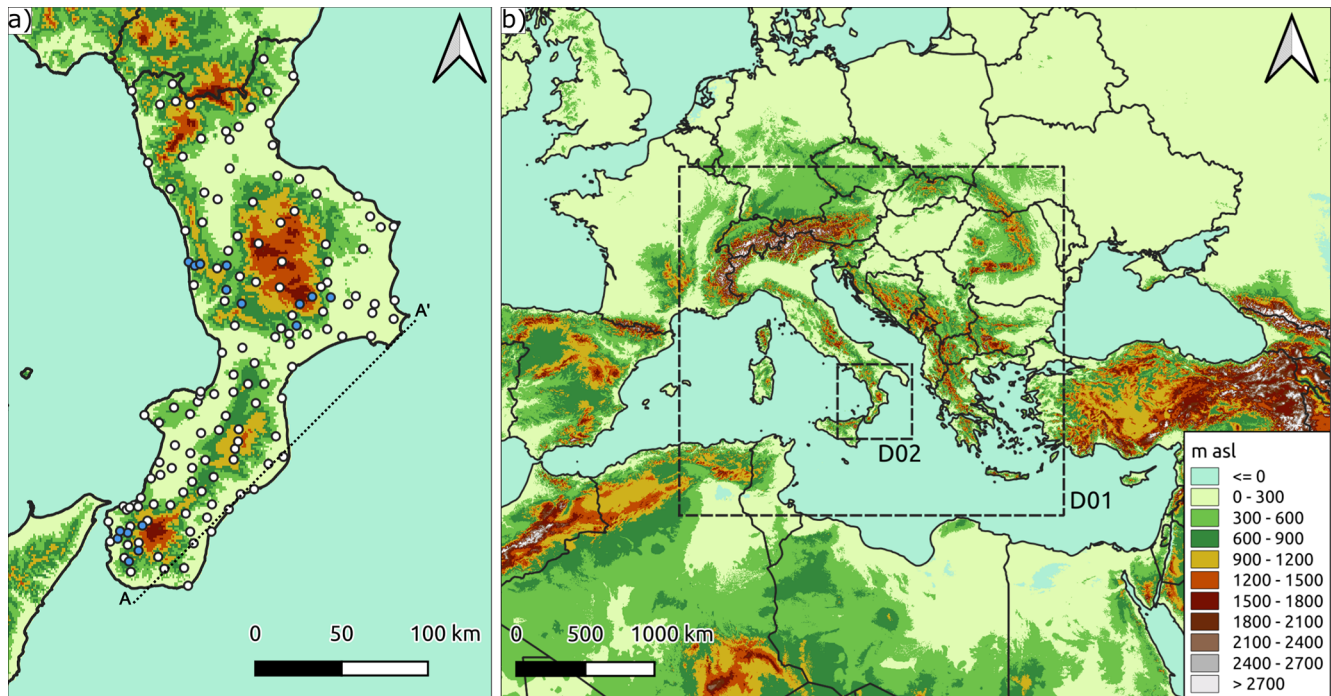 a)
A'
A
0 50 100 km
b)
D02
D01
0 500 1000 km
m asl
<= 0
0 - 300
300 - 600
600 - 900
900 - 1200
1200 - 1500
1500 - 1800
1800 - 2100
2100 - 2400
2400 - 2700
> 2700